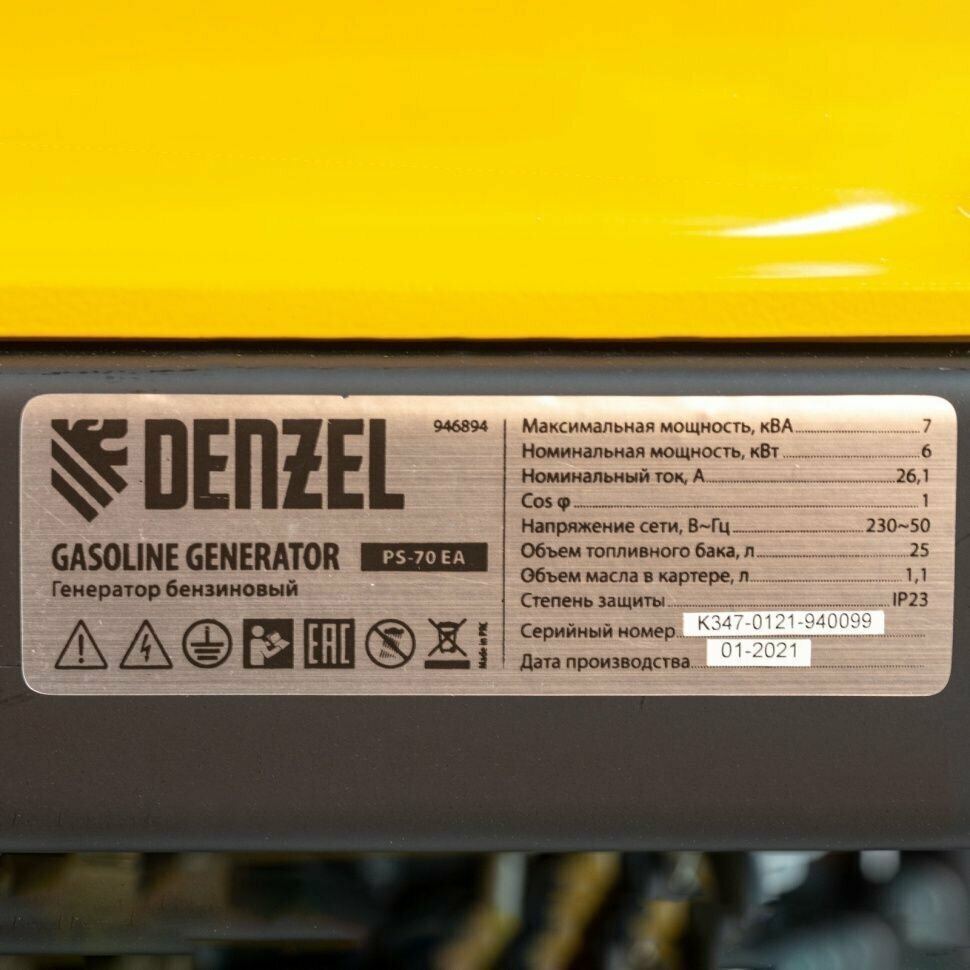 DENZEL 946894
GASOLINE GENERATOR PS-70 EA
Генератор бензиновый
EAC
Made in PRC
Максимальная мощность, кВА 7
Номинальная мощность, кВт 6
Номинальный ток, А 26,1
Cos φ 1
Напряжение сети, В~Гц 230~50
Объем топливного бака, л 25
Объем масла в картере, л 1,1
Степень защиты IP23
Серийный номер K347-0121-940099
Дата производства 01-2021